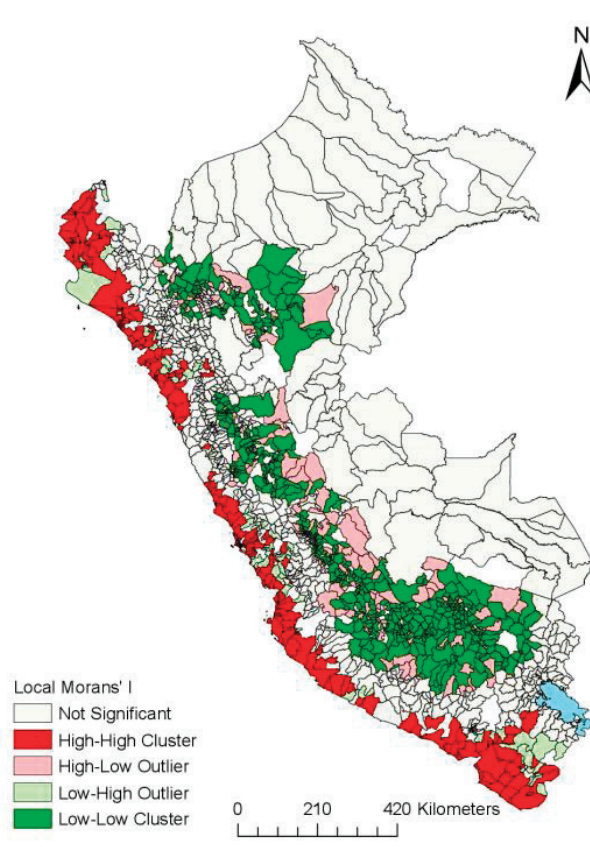 N
Local Morans' I
Not Significant
High-High Cluster
High-Low Outlier
Low-High Outlier
Low-Low Cluster
0 210 420 Kilometers